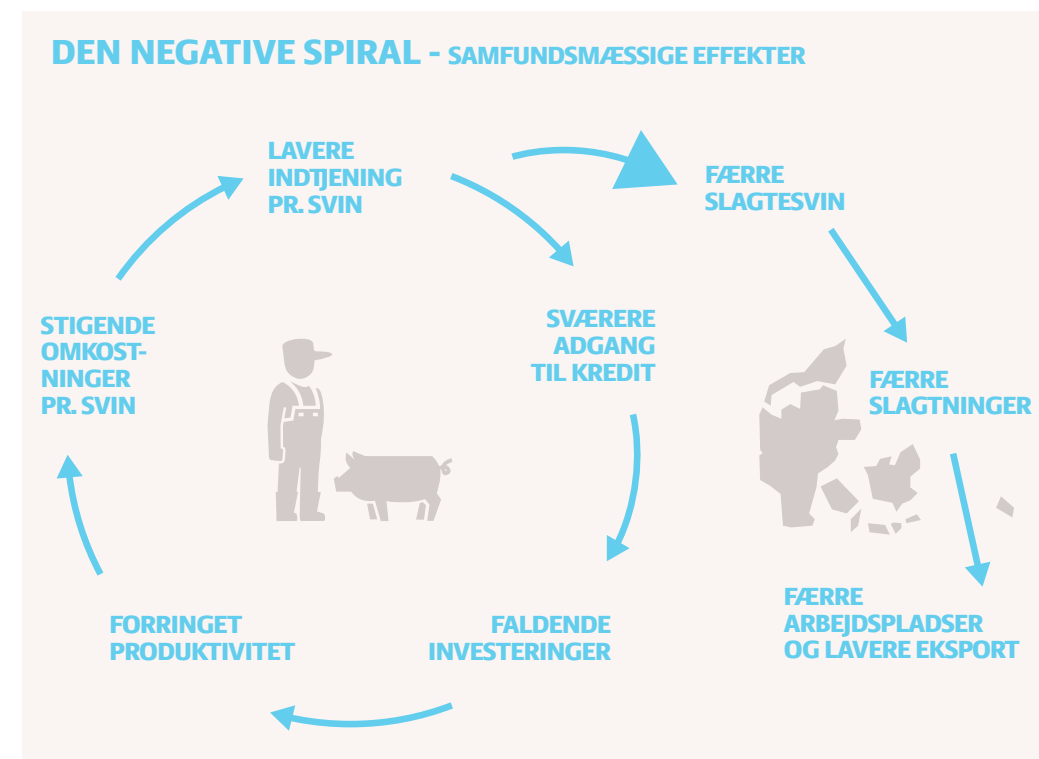 DEN NEGATIVE SPIRAL - SAMFUNDSMÆSSIGE EFFEKTER
LAVERE
INDTJENING
PR. SVIN
FÆRRE
SLAGTESVIN
SVÆRERE
ADGANG
TIL KREDIT
STIGENDE
OMKOST-
NINGER
PR. SVIN
FÆRRE
SLAGTNINGER
FORRINGET
PRODUKTIVITET
FALDENDE
INVESTERINGER
FÆRRE
ARBEJDSPLADSER
OG LAVERE EKSPORT